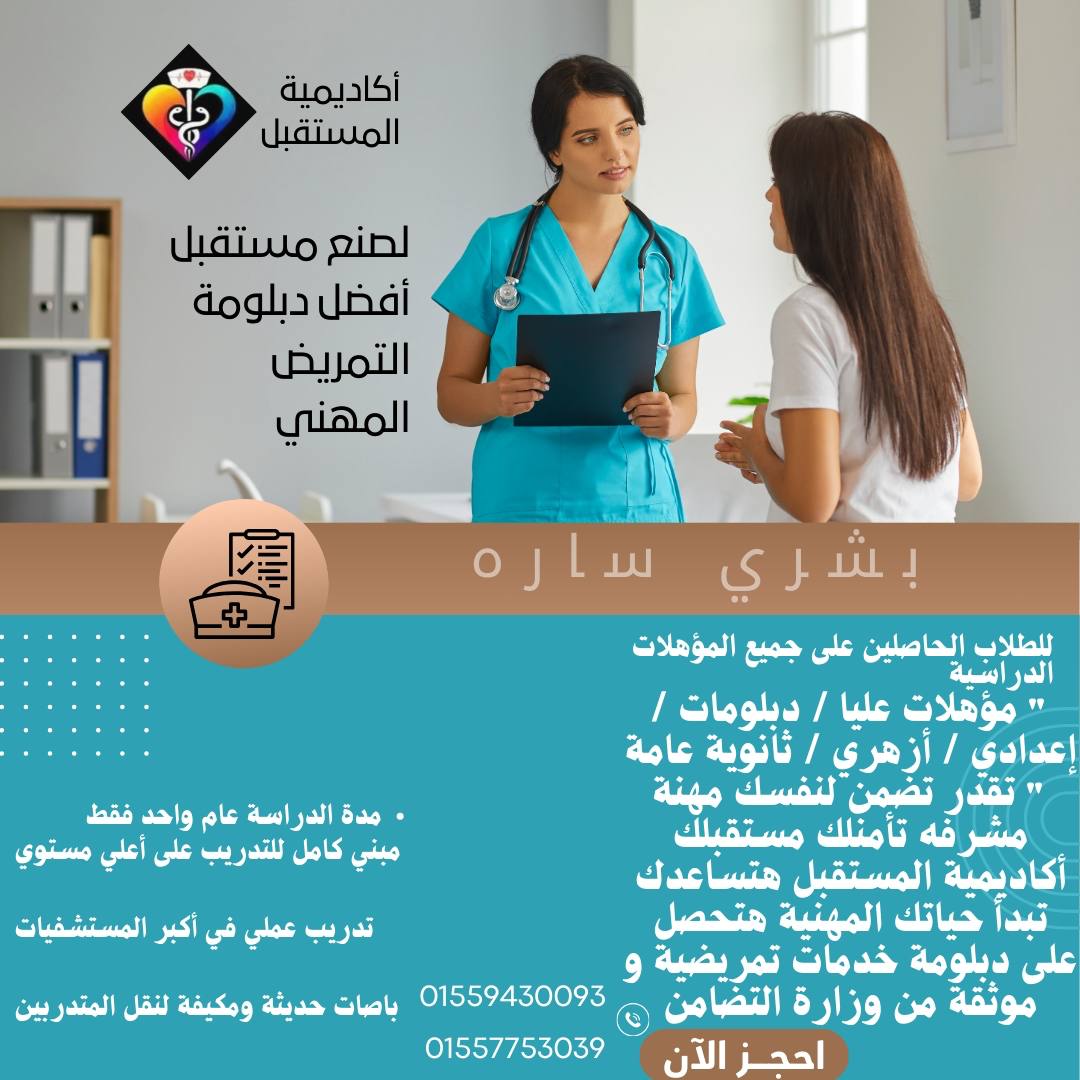 أكاديمية
المستقبل
لصنع مستقبل
أفضل دبلومة
التمريض
المهني
بشري ساره
للطلاب الحاصلين على جميع المؤهلات
الدراسية
" مؤهلات عليا / دبلومات /
إعدادي / أزهري / ثانوية عامة
" تقدر تضمن لنفسك مهنة
مشرفه تأمنلك مستقبلك
أكاديمية المستقبل هتساعدك
تبدأ حياتك المهنية هتحصل
على دبلومة خدمات تمريضية و
موثقة من وزارة التضامن
احجـز الآن
• مدة الدراسة عام واحد فقط
مبني كامل للتدريب على أعلي مستوي
تدريب عملي في أكبر المستشفيات
باصات حديثة ومكيفة لنقل المتدربين
01559430093
01557753039